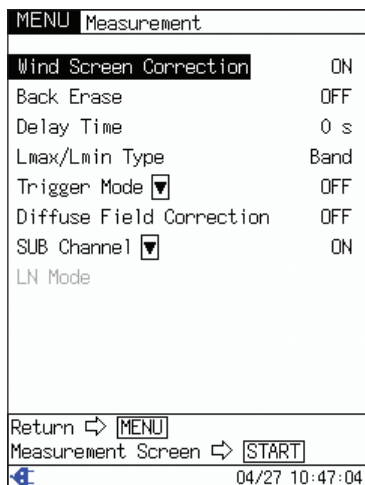 MENU Measurement
Wind Screen Correction ON
Back Erase OFF
Delay Time 0 s
Lmax/Lmin Type Band
Trigger Mode ▼ OFF
Diffuse Field Correction OFF
SUB Channel ▼ ON
LN Mode
Return ⇨ MENU
Measurement Screen ⇨ START
04/27 10:47:04